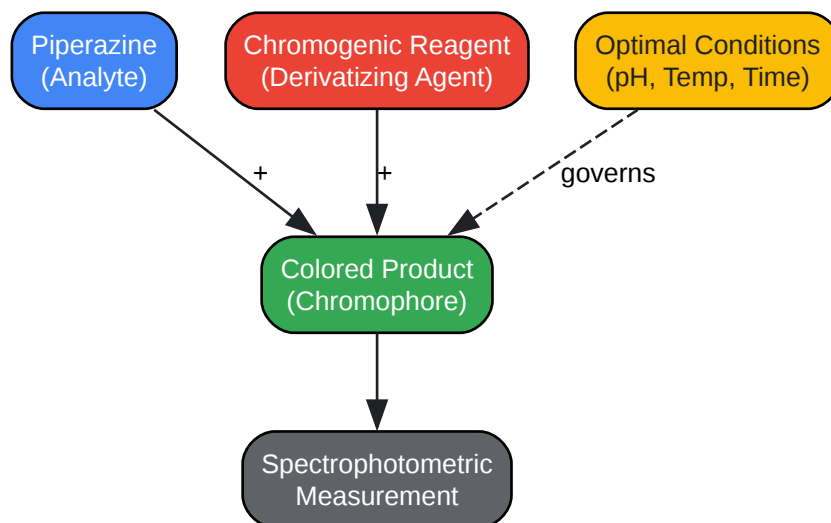 Piperazine
(Analyte)
Chromogenic Reagent
(Derivatizing Agent)
Optimal Conditions
(pH, Temp, Time)
+
+
governs
Colored Product
(Chromophore)
Spectrophotometric
Measurement